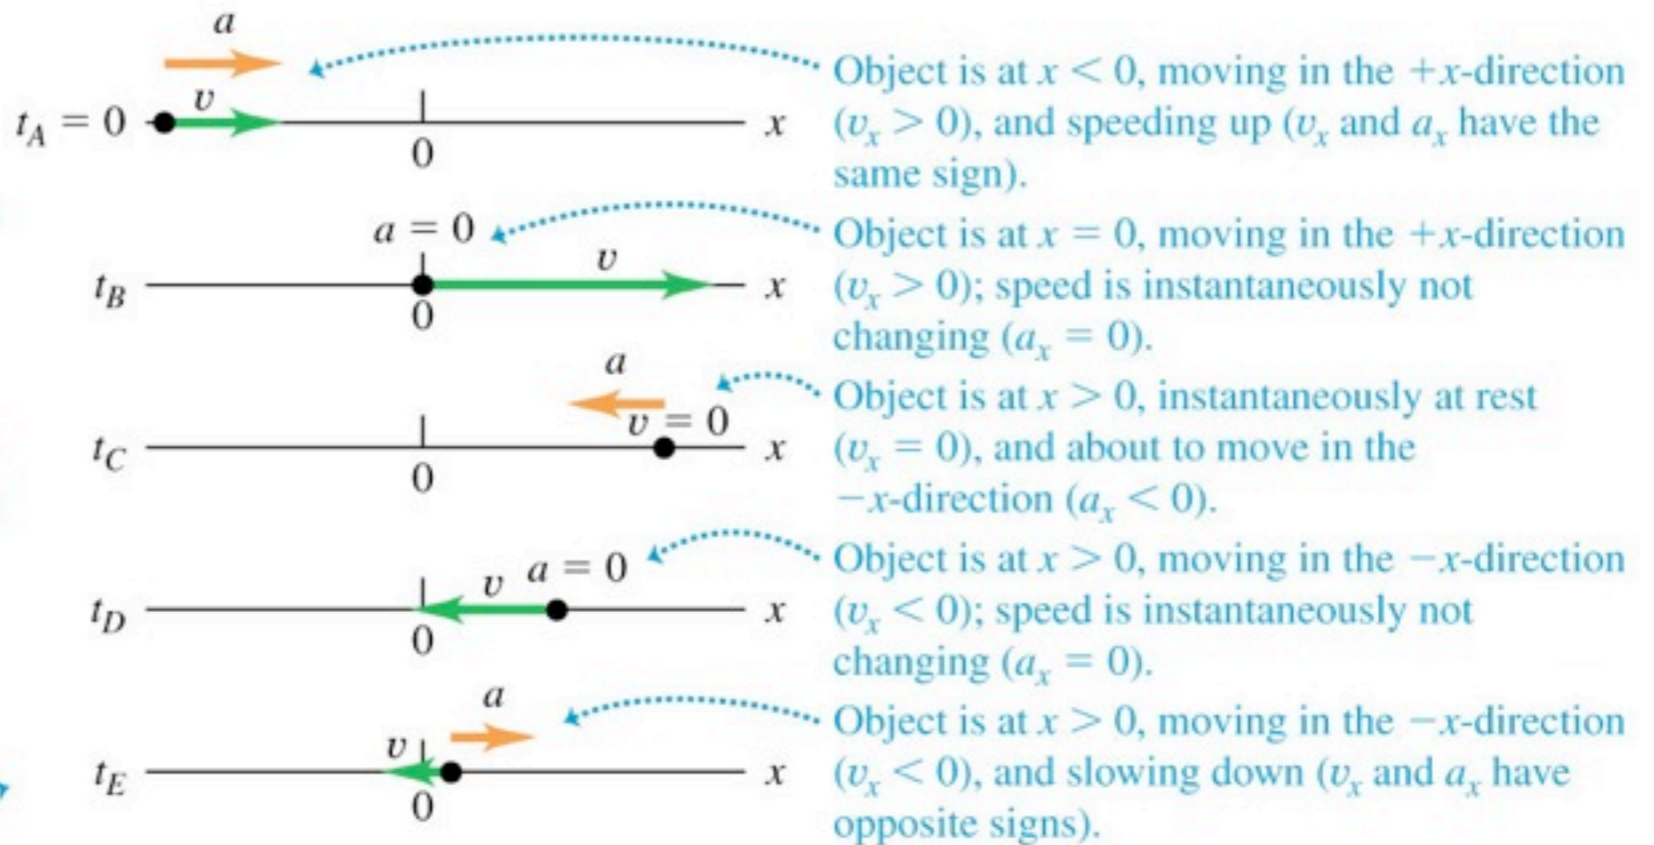 a
v
t_A = 0
x
0
Object is at x < 0, moving in the +x-direction
(v_x > 0), and speeding up (v_x and a_x have the
same sign).
a = 0
v
t_B
x
0
Object is at x = 0, moving in the +x-direction
(v_x > 0); speed is instantaneously not
changing (a_x = 0).
a
v = 0
t_C
x
0
Object is at x > 0, instantaneously at rest
(v_x = 0), and about to move in the
−x-direction (a_x < 0).
v a = 0
t_D
x
0
Object is at x > 0, moving in the −x-direction
(v_x < 0); speed is instantaneously not
changing (a_x = 0).
a
v
t_E
x
0
Object is at x > 0, moving in the −x-direction
(v_x < 0), and slowing down (v_x and a_x have
opposite signs).